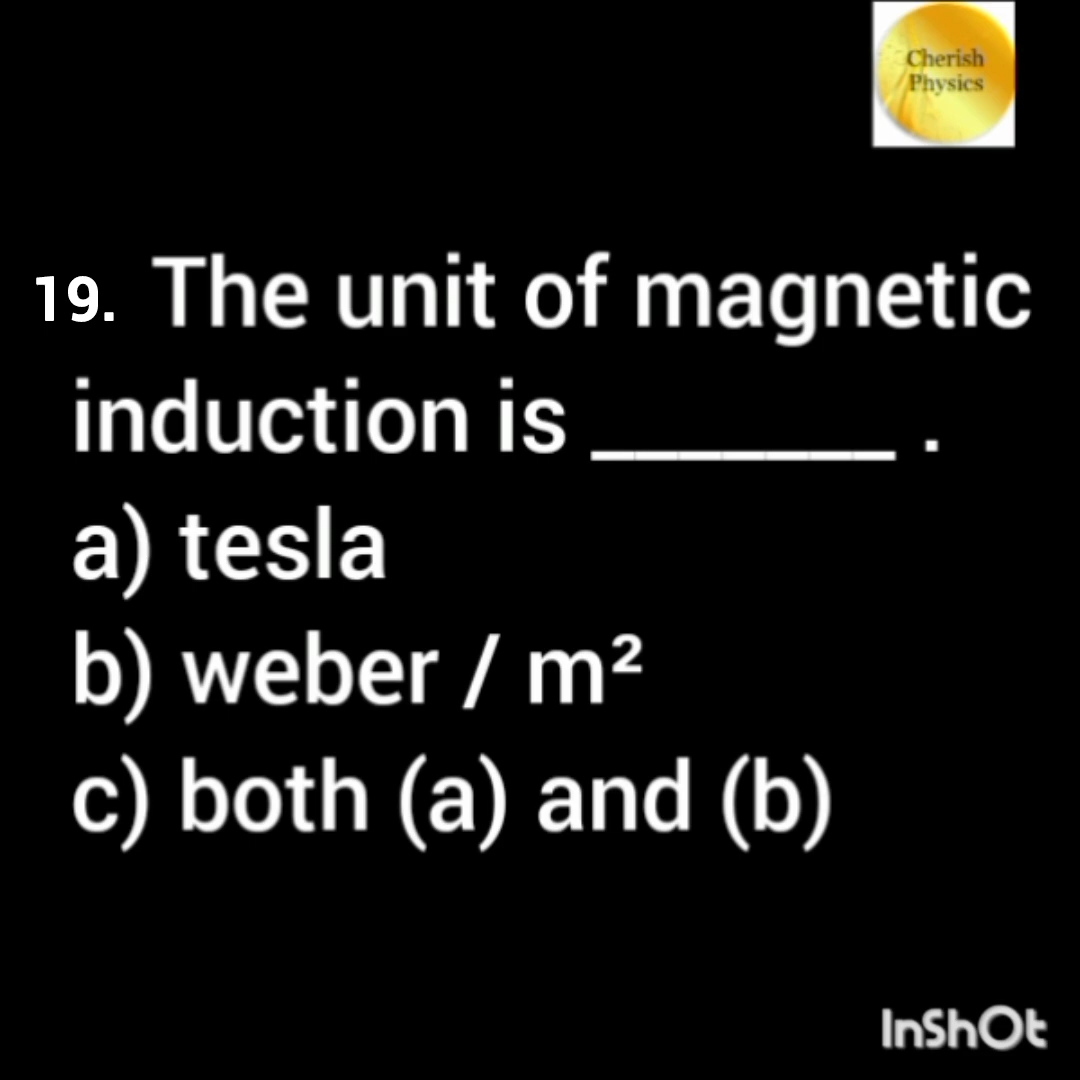 Cherish
Physics
19. The unit of magnetic
induction is _______ .
a) tesla
b) weber / m²
c) both (a) and (b)
InShOt